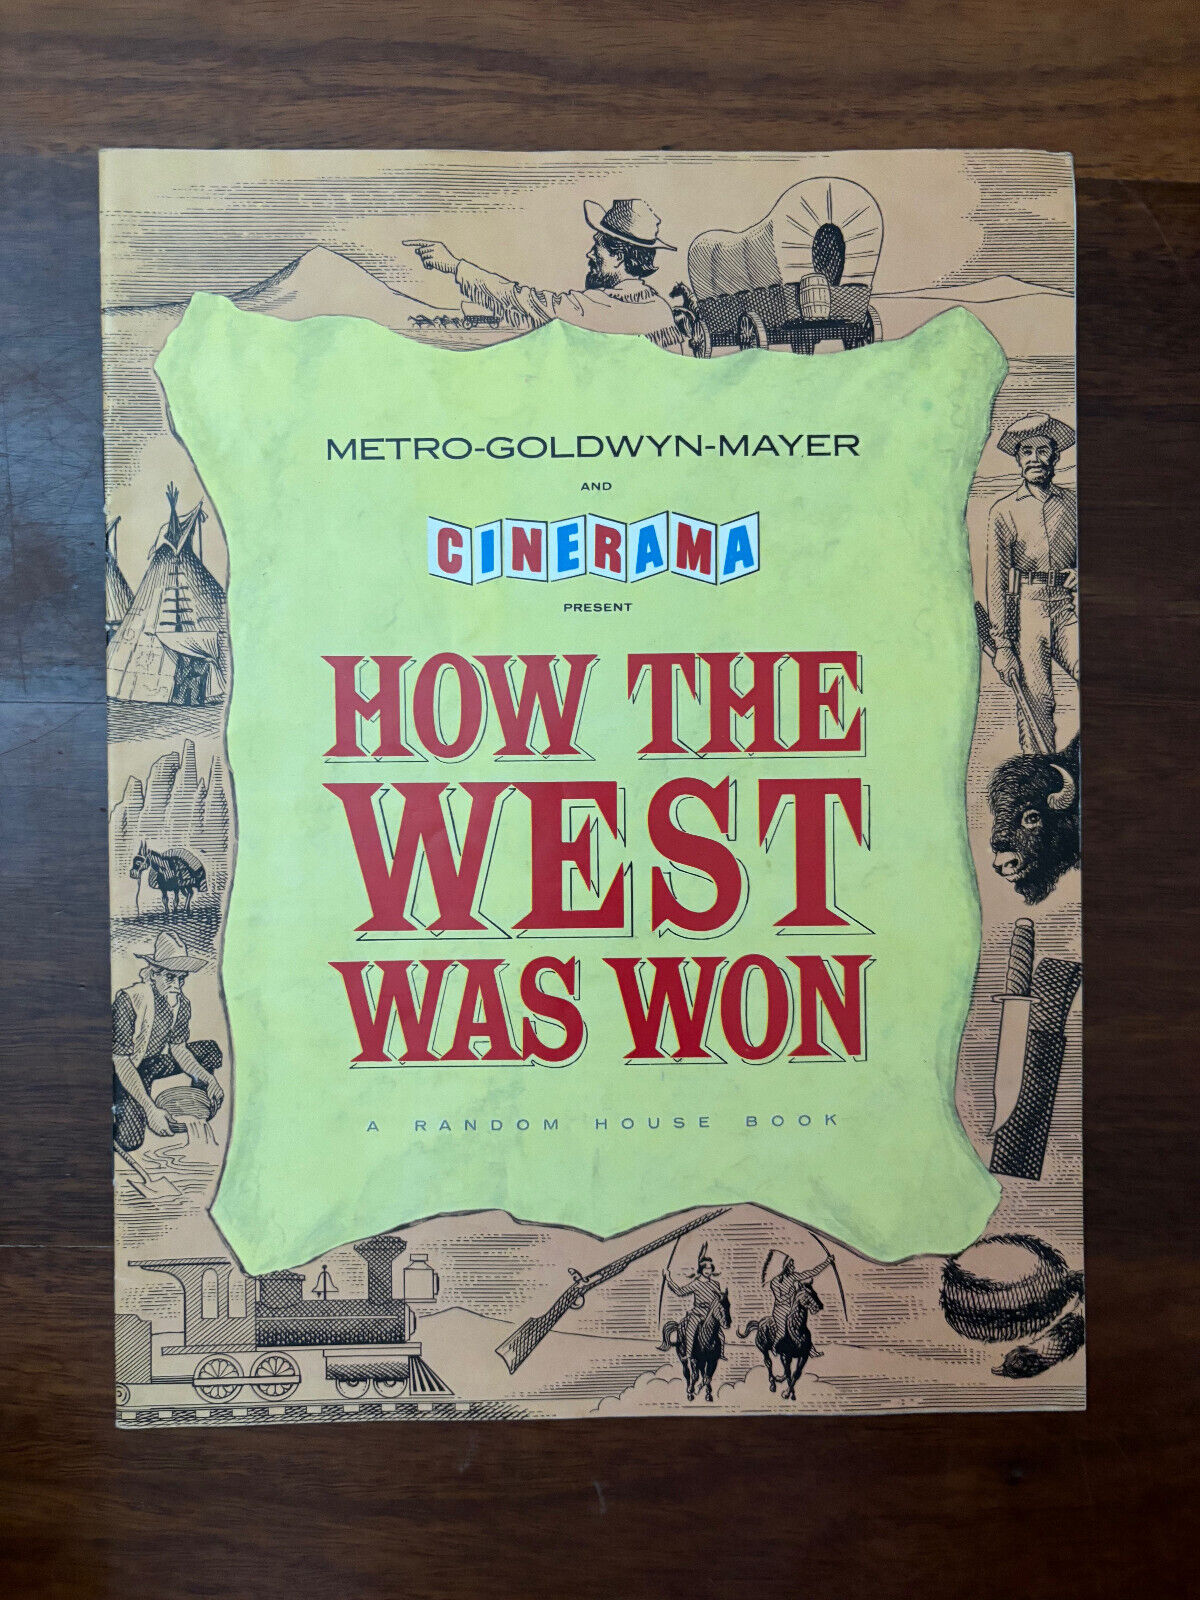 METRO-GOLDWYN-MAYER
AND
CINERAMA
PRESENT
HOW THE
WEST
WAS WON
A RANDOM HOUSE BOOK